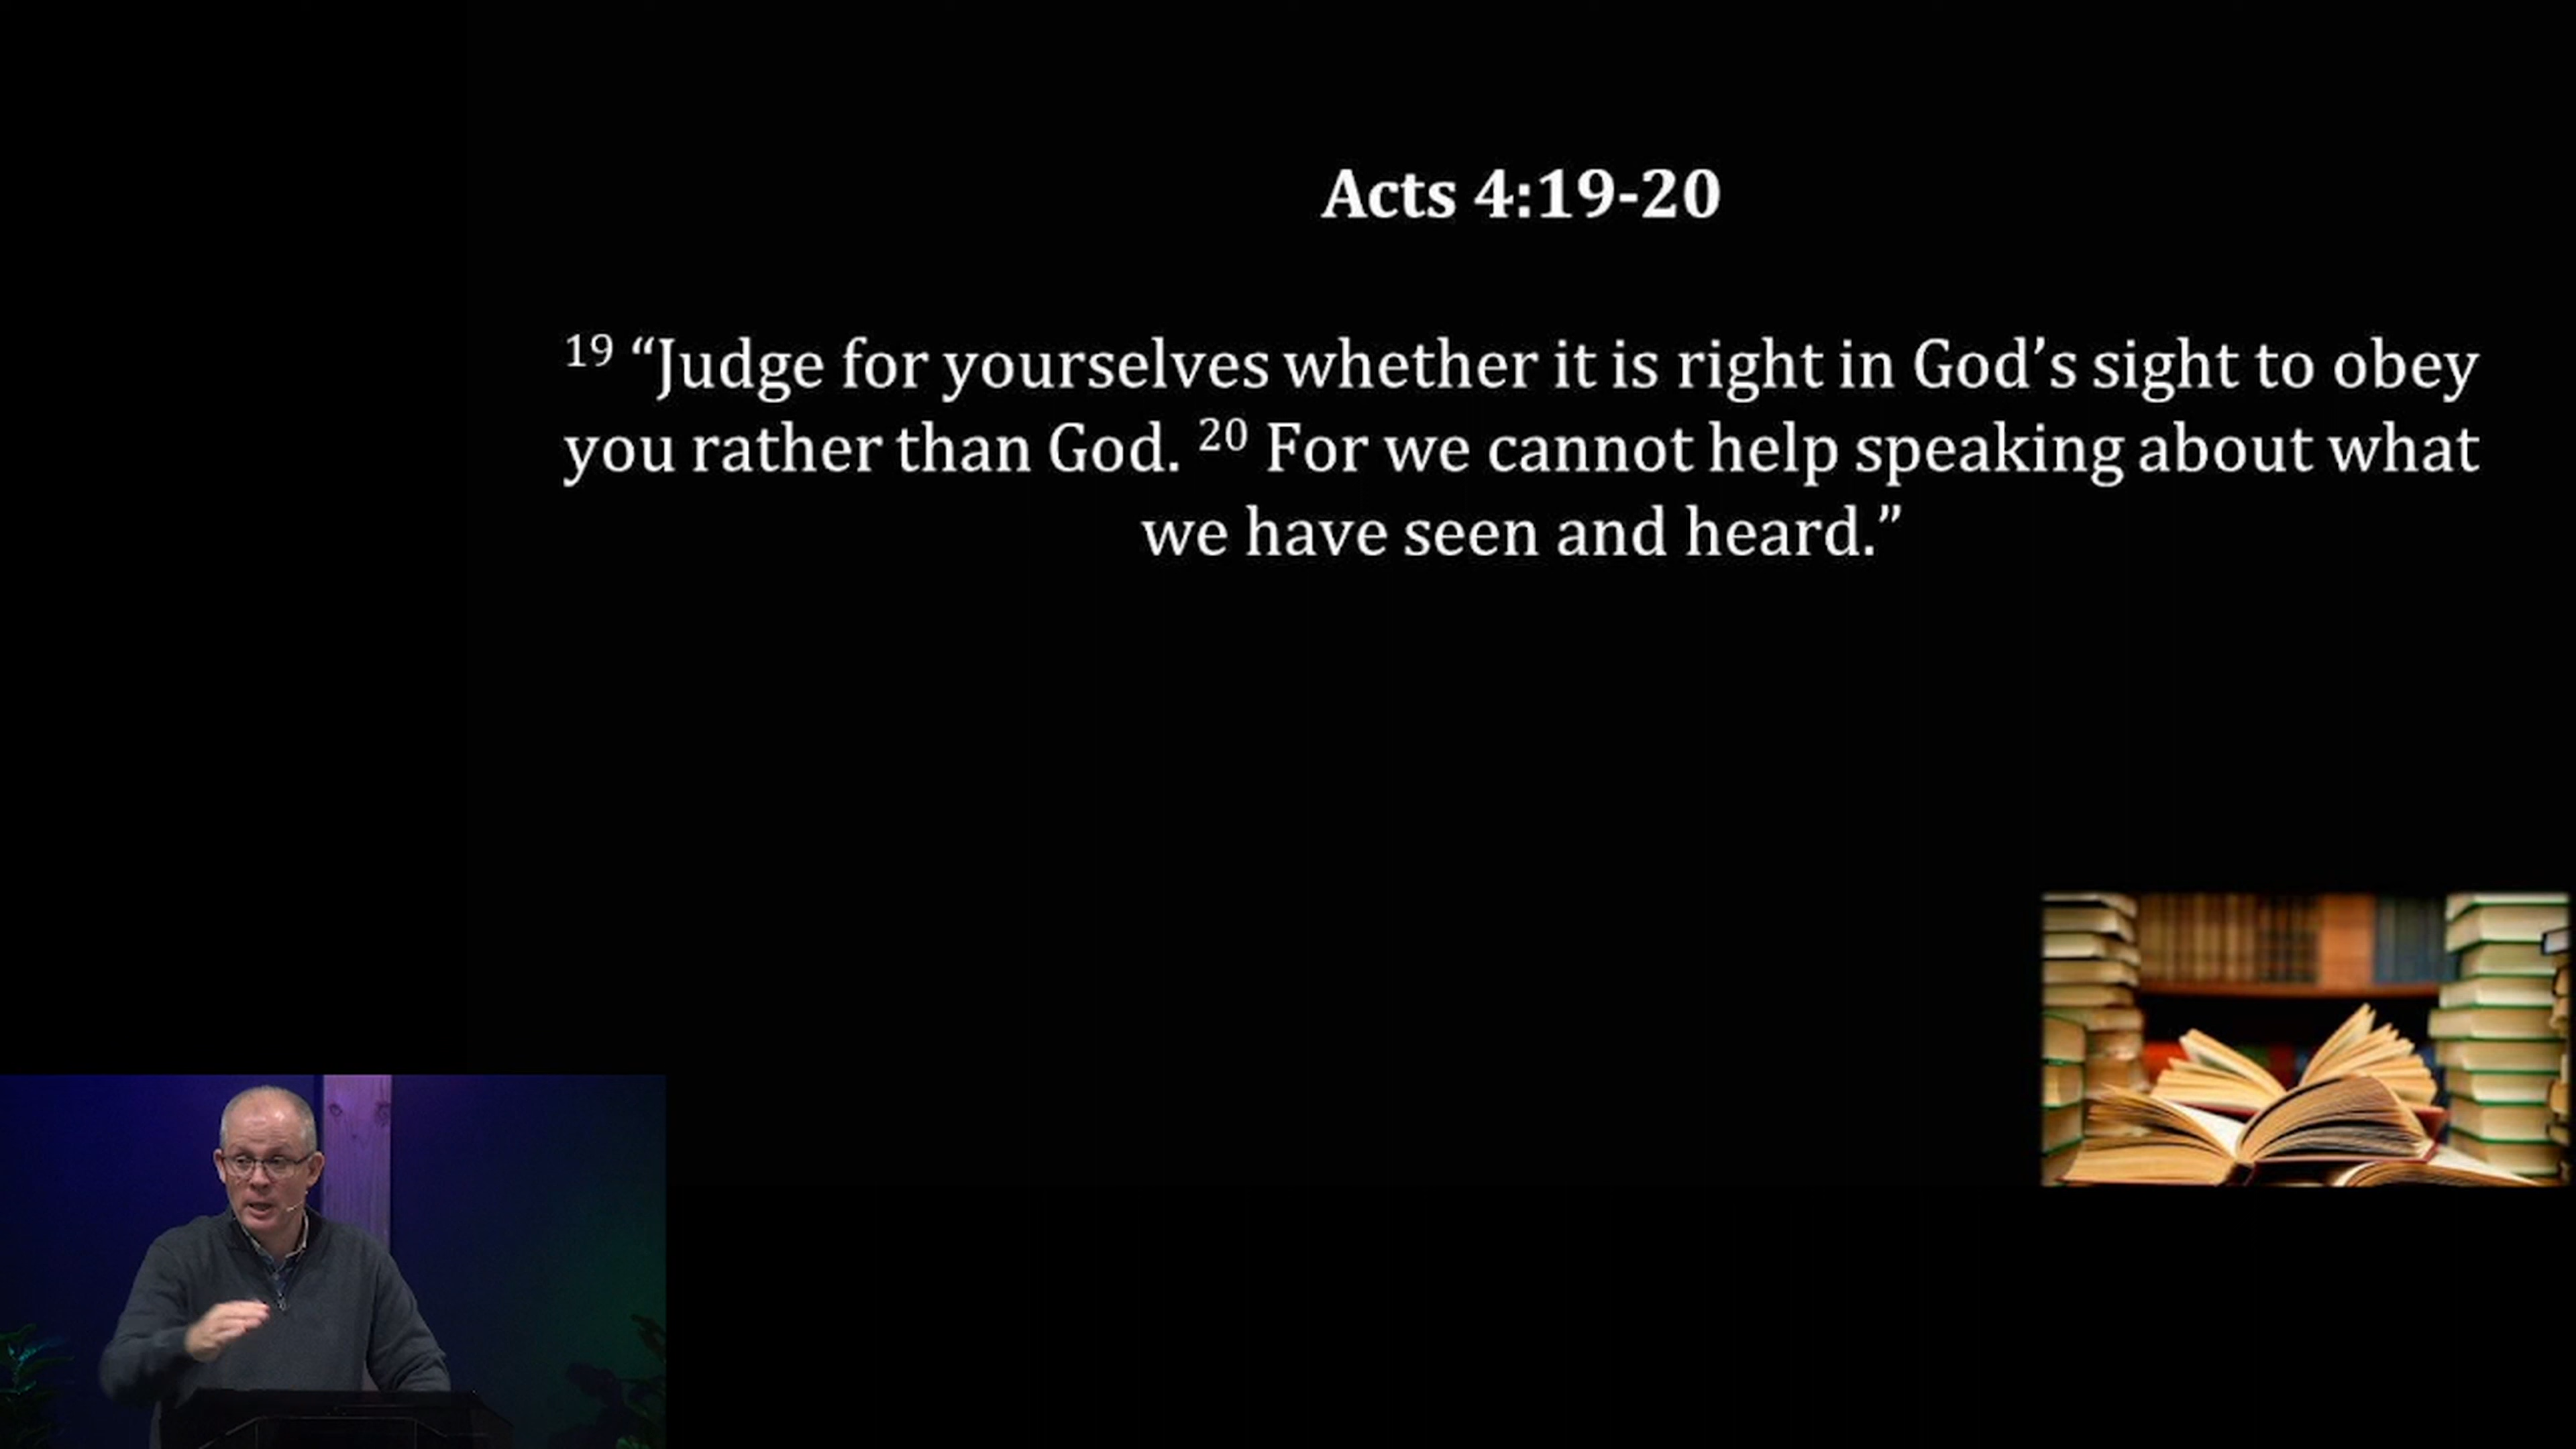 Acts 4:19-20
19 “Judge for yourselves whether it is right in God’s sight to obey
you rather than God. 20 For we cannot help speaking about what
we have seen and heard.”